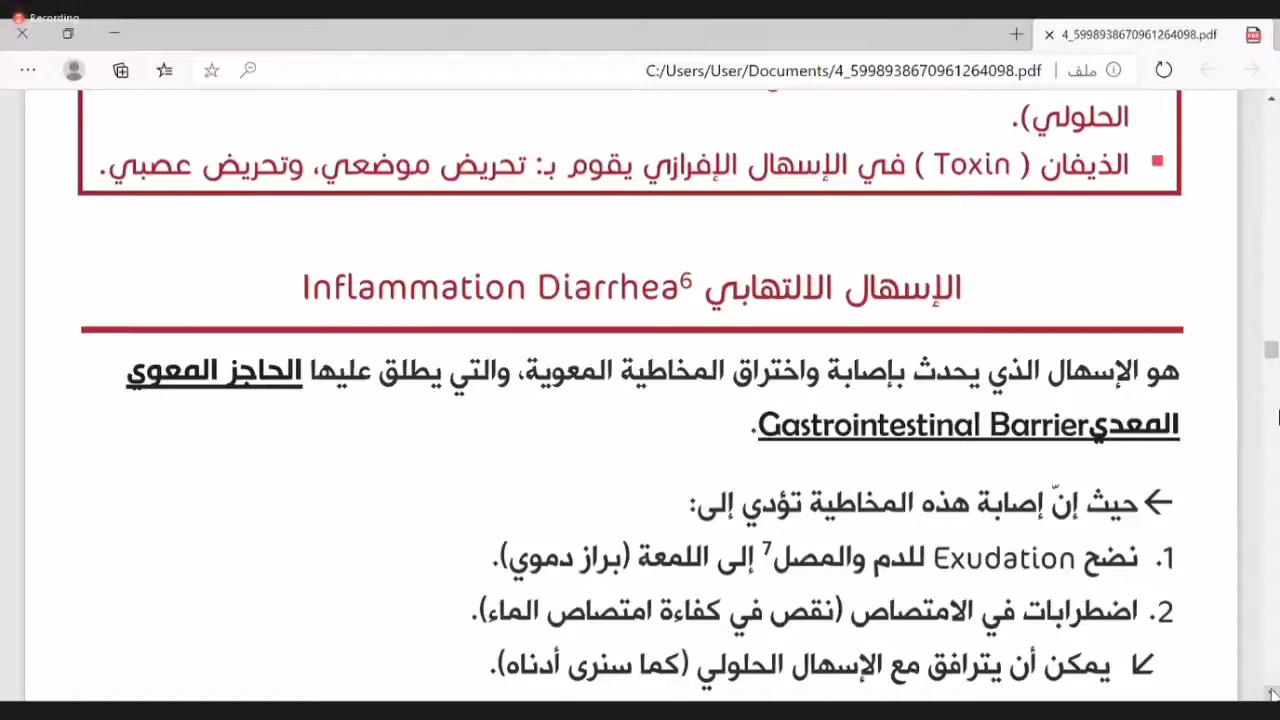 Recording
4_5998938670961264098.pdf
C:/Users/User/Documents/4_5998938670961264098.pdf | ملف
الحلولي).
▪ الذيفان ( Toxin ) في الإسهال الإفرازي يقوم بـ: تحريض موضعي، وتحريض عصبي.
الإسهال الالتهابي Inflammation Diarrhea⁶
هو الإسهال الذي يحدث بإصابة واختراق المخاطية المعوية، والتي يطلق عليها الحاجز المعوي
المعدي Gastrointestinal Barrier.
← حيث إنّ إصابة هذه المخاطية تؤدي إلى:
1. نضح Exudation للدم والمصل⁷ إلى اللمعة (براز دموي).
2. اضطرابات في الامتصاص (نقص في كفاءة امتصاص الماء).
↙ يمكن أن يترافق مع الإسهال الحلولي (كما سنرى أدناه).